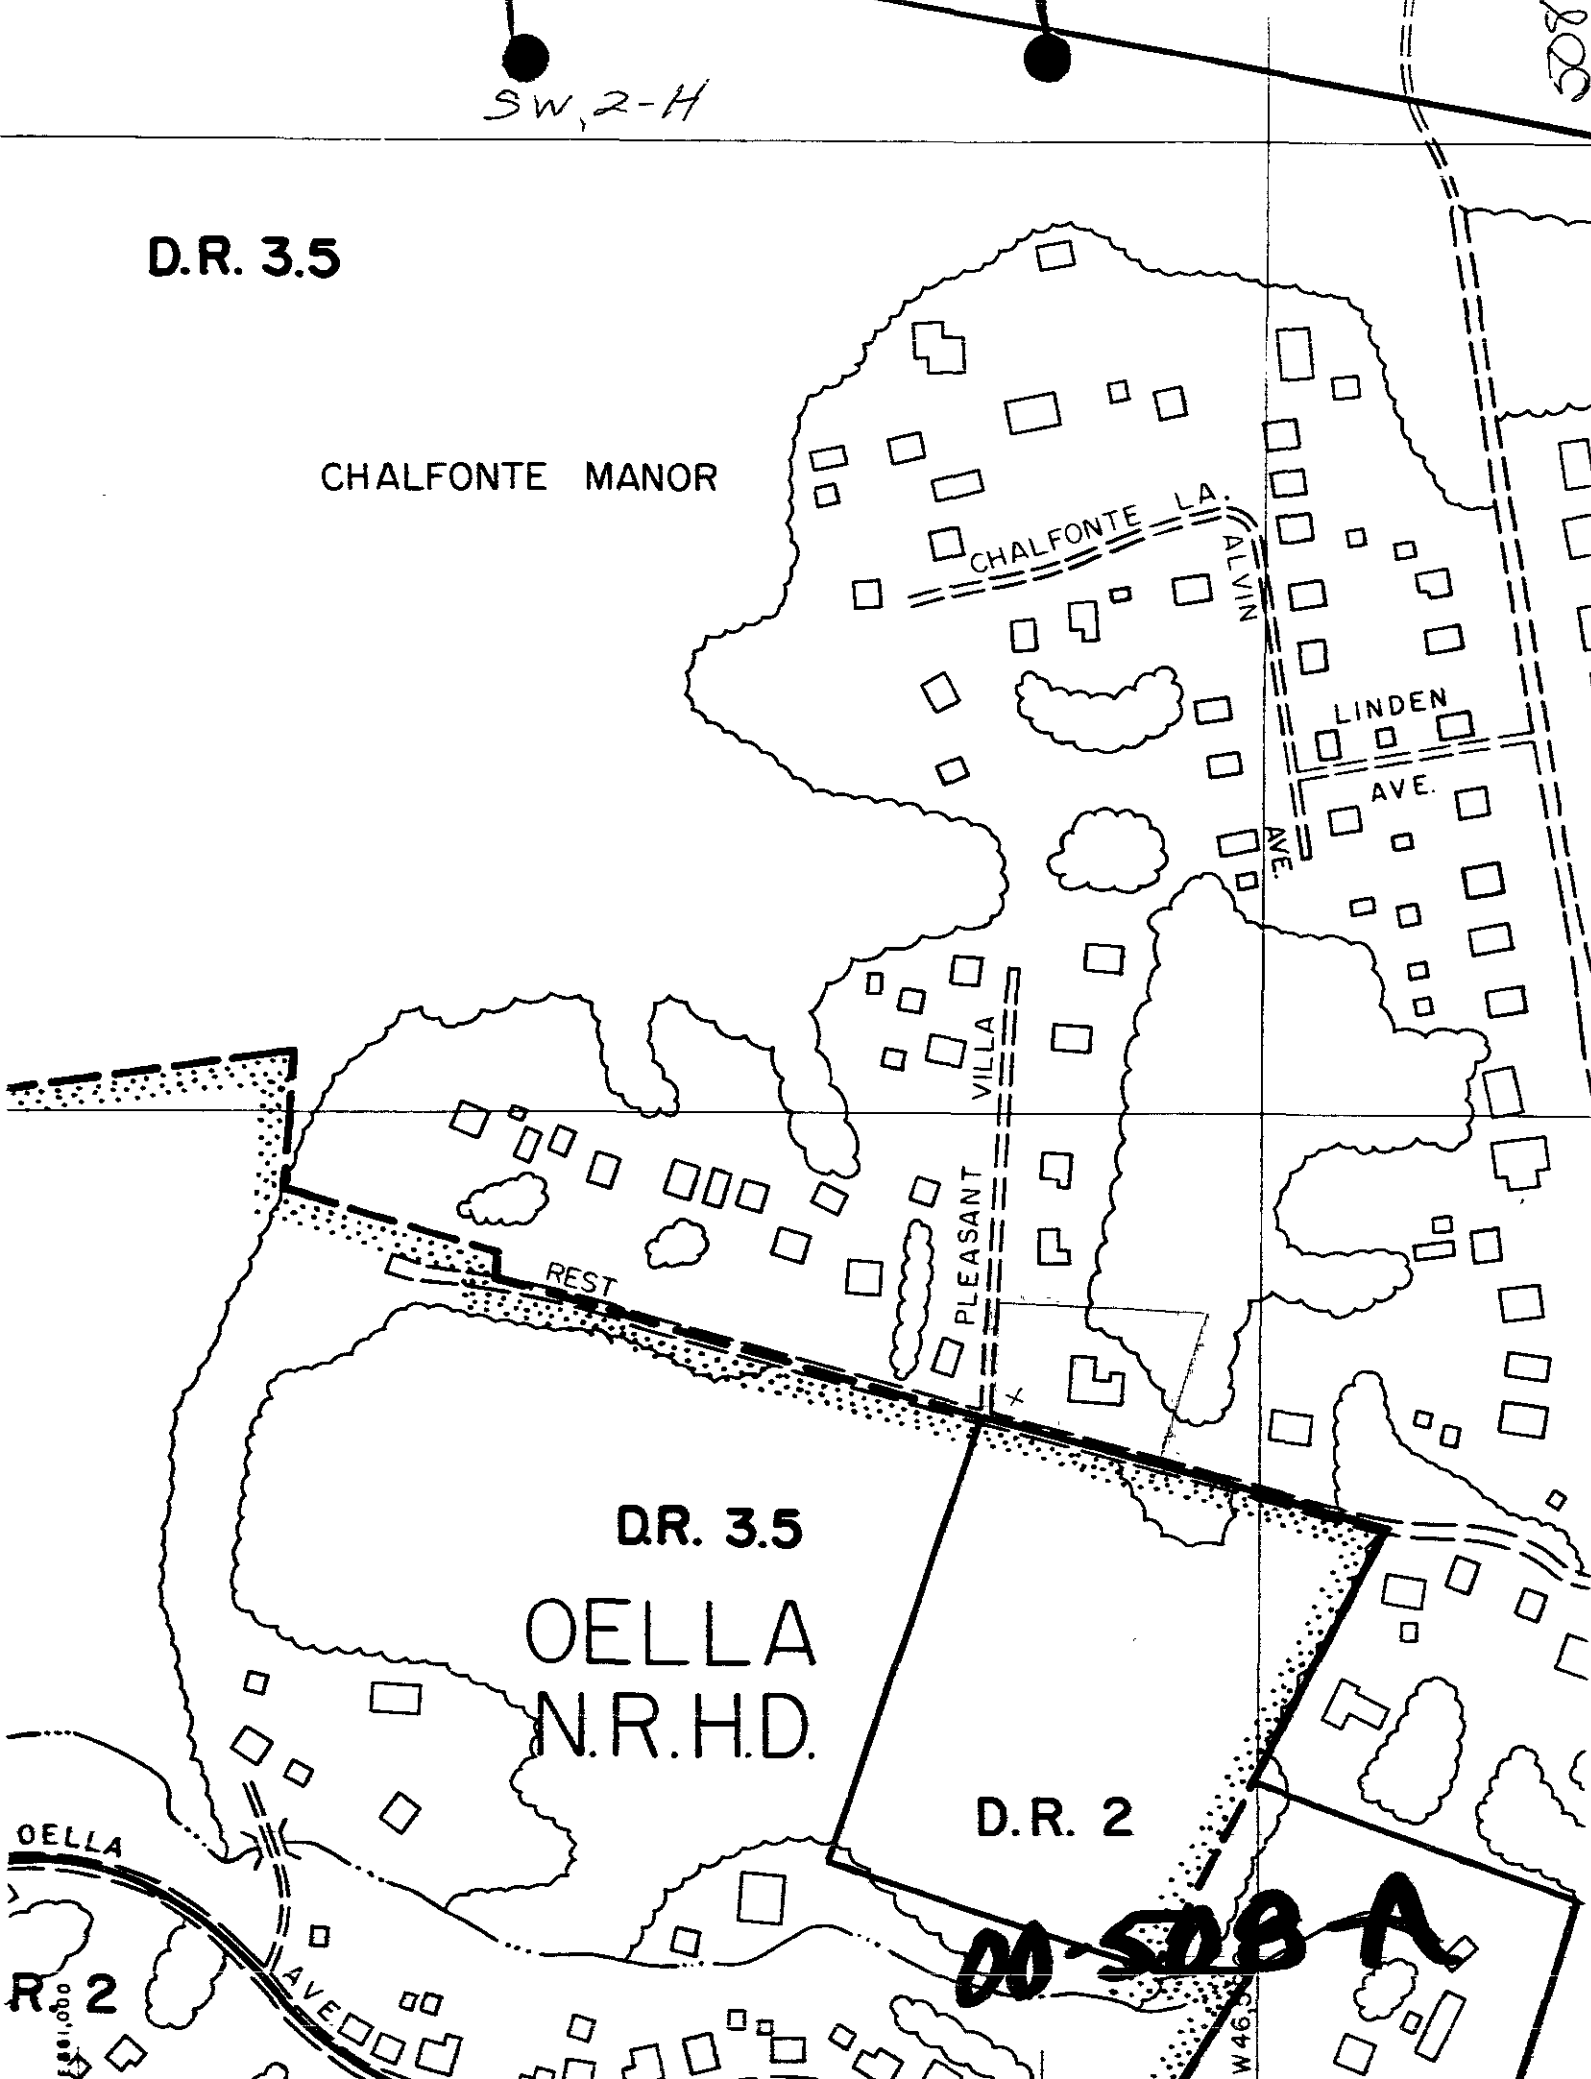 508
SW, 2-H
D.R. 3.5
CHALFONTE MANOR
CHALFONTE LA.
ALVIN AVE.
LINDEN AVE.
VILLA
PLEASANT
REST
D.R. 3.5
OELLA
N.R.H.D.
D.R. 2
OELLA AVE.
R. 2
00-508 A